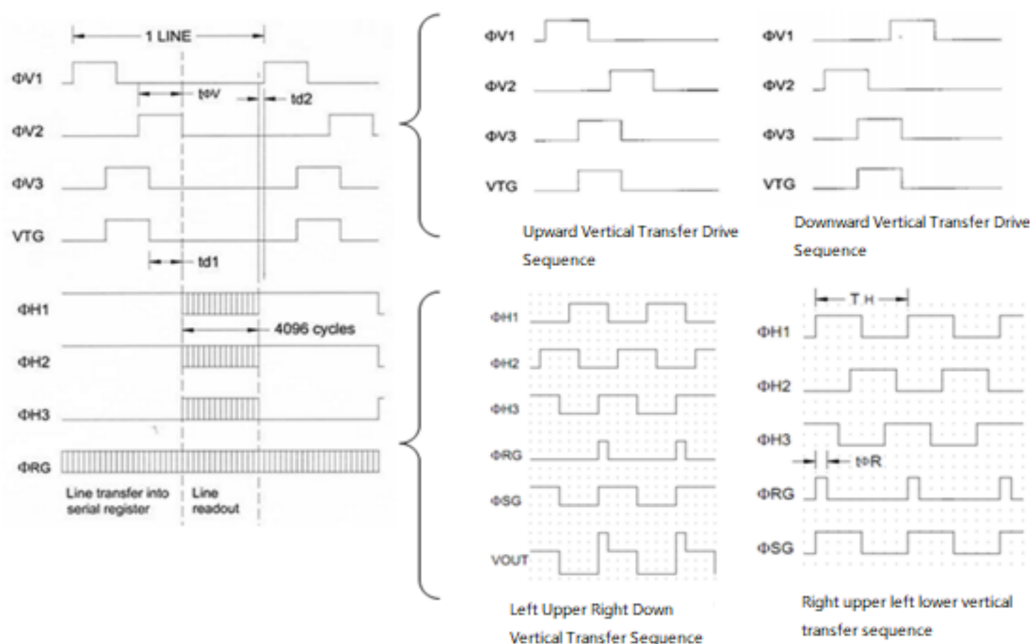 1 LINE
ΦV1
tΦV
td2
ΦV2
ΦV3
VTG
td1
ΦH1
4096 cycles
ΦH2
ΦH3
ΦRG
Line transfer into
serial register
Line
readout
ΦV1
ΦV2
ΦV3
VTG
Upward Vertical Transfer Drive
Sequence
ΦV1
ΦV2
ΦV3
VTG
Downward Vertical Transfer Drive
Sequence
ΦH1
ΦH2
ΦH3
ΦRG
ΦSG
VOUT
Left Upper Right Down
Vertical Transfer Sequence
T H
ΦH1
ΦH2
ΦH3
tΦR
ΦRG
ΦSG
Right upper left lower vertical
transfer sequence